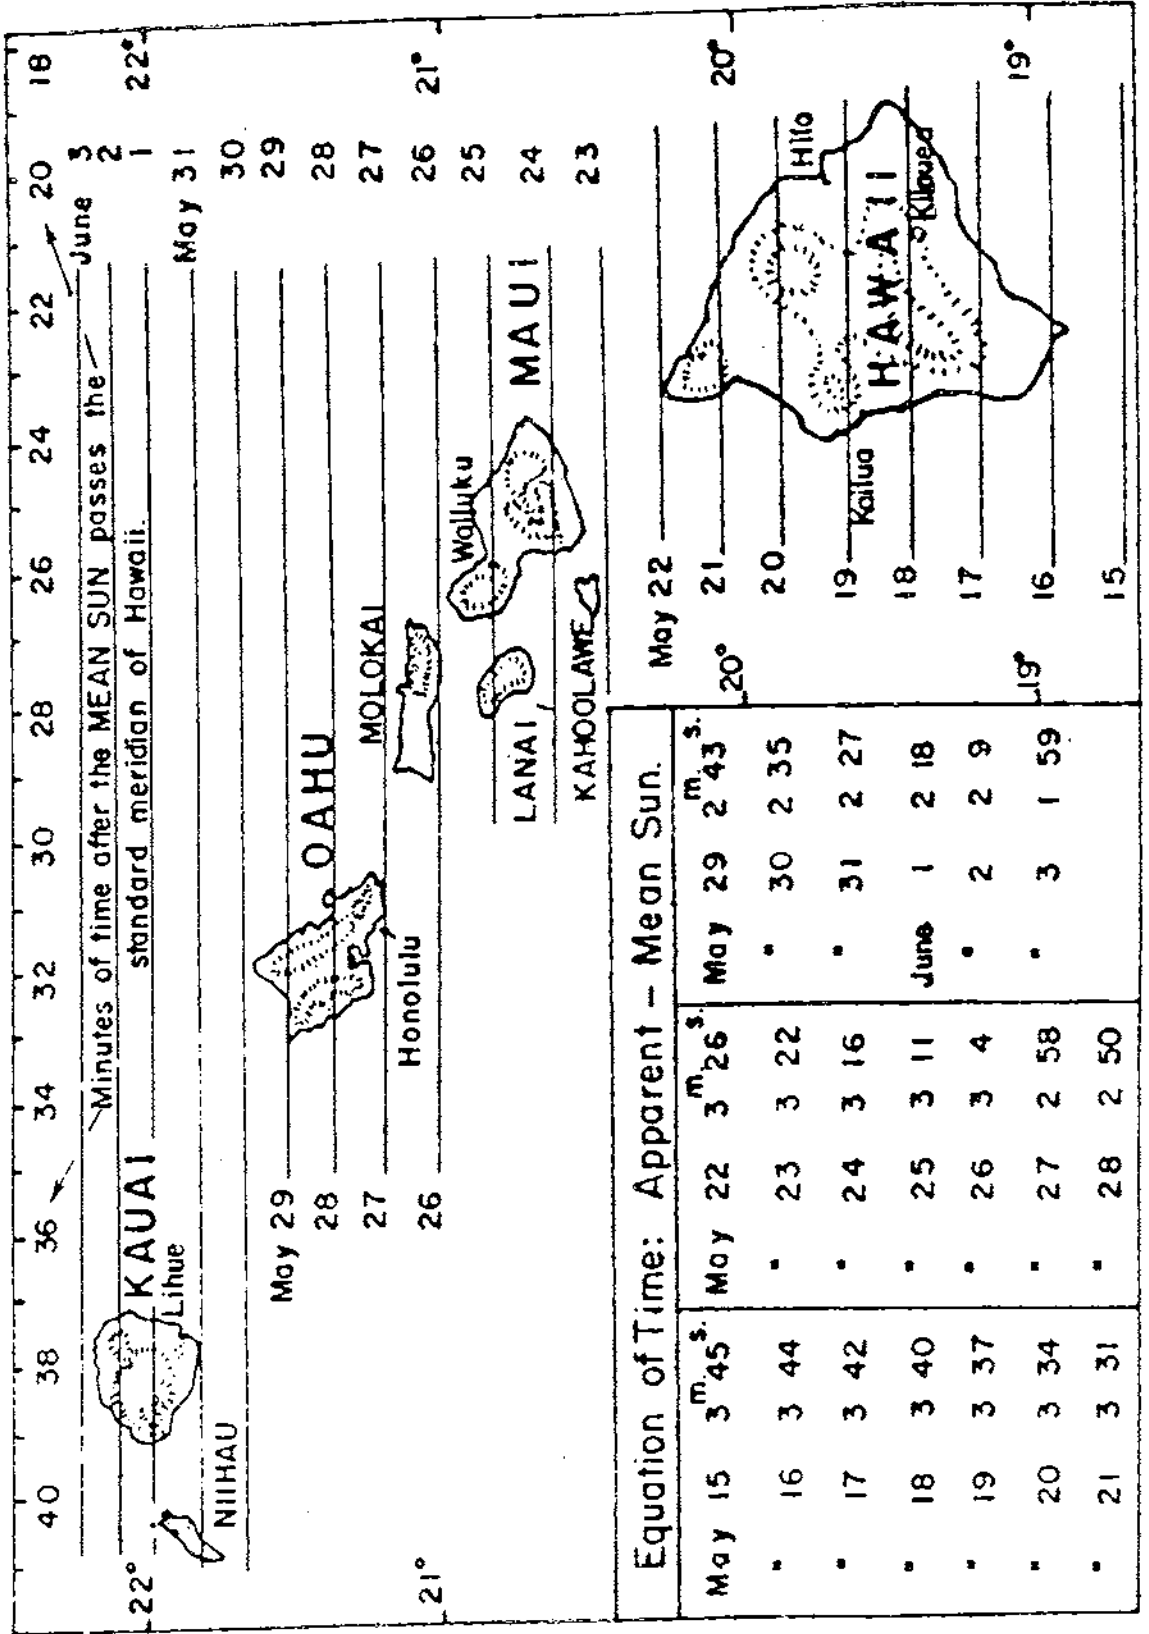 40 38 36 34 32 30 28 26 24 22 20 18
Minutes of time after the MEAN SUN passes the
standard meridian of Hawaii.
June 3
2
1
May 31
30
29
28
27
26
25
24
23
22°
22°
21°
21°
20°
20°
19°
19°
KAUAI
Lihue
NIIHAU
May 29
28
27
26
OAHU
Honolulu
MOLOKAI
LANAI
Walluku
MAUI
KAHOOLAWE
May 22
21
20
19
18
17
16
15
Hilo
Kailua
HAWAII
Kilauea
Equation of Time: Apparent – Mean Sun.
May 15 3 m. 45 s. May 22 3 m. 26 s. May 29 2 m. 43 s.
" 16 3 44 " 23 3 22 " 30 2 35
" 17 3 42 " 24 3 16 " 31 2 27
" 18 3 40 " 25 3 11 June 1 2 18
" 19 3 37 " 26 3 4 " 2 2 9
" 20 3 34 " 27 2 58 " 3 1 59
" 21 3 31 " 28 2 50